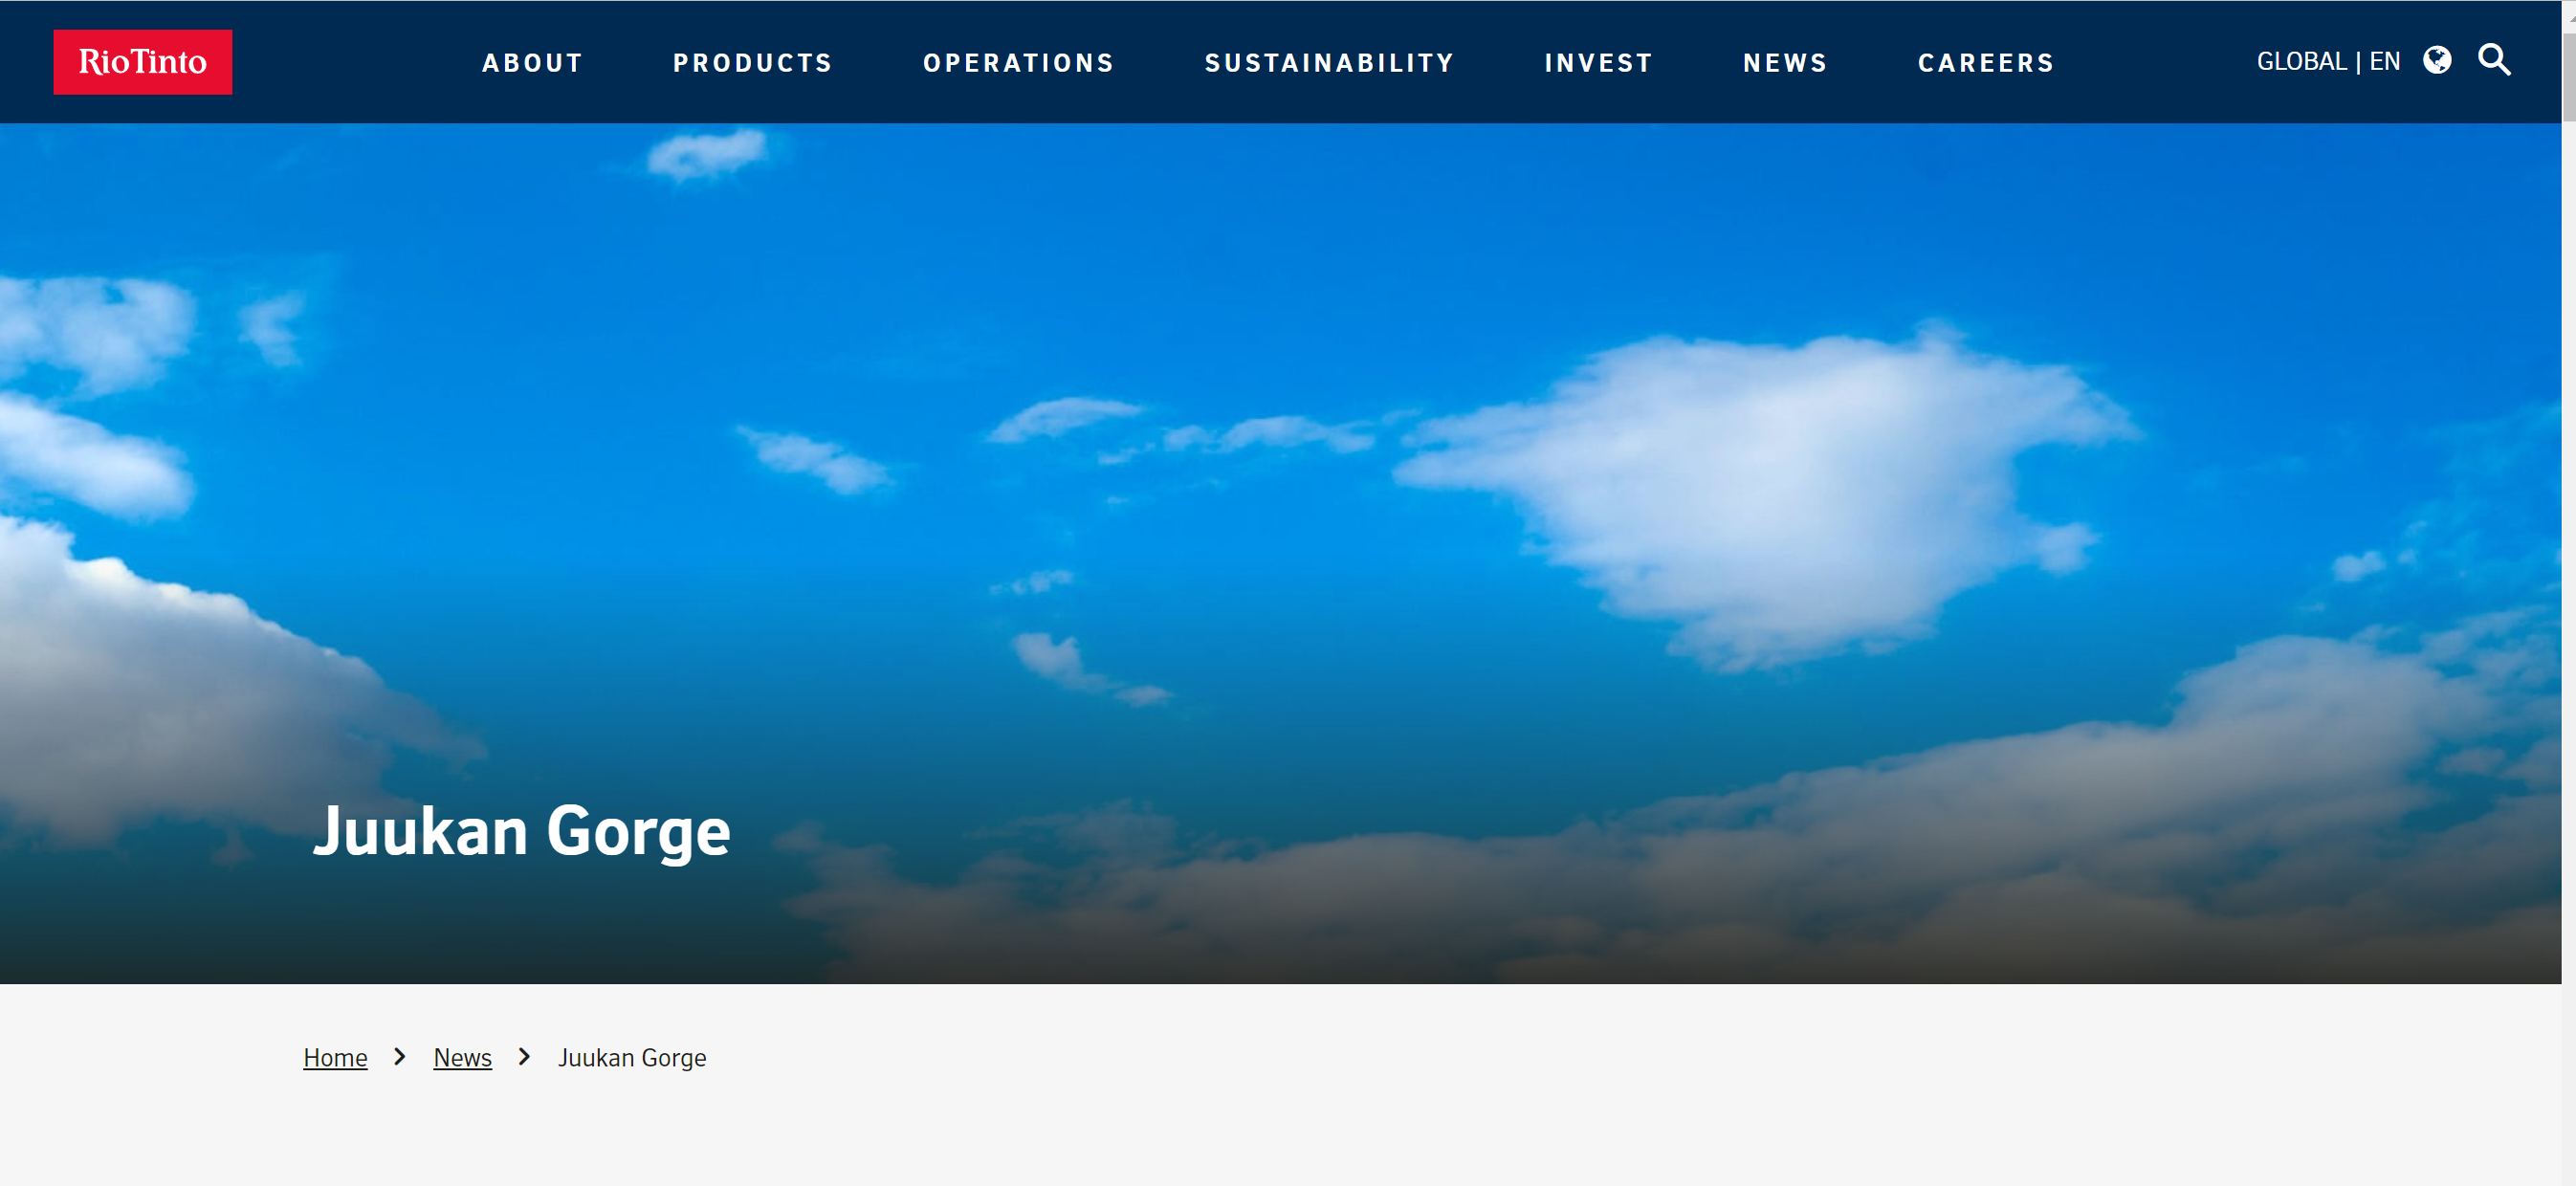 RioTinto
ABOUT PRODUCTS OPERATIONS SUSTAINABILITY INVEST NEWS CAREERS GLOBAL | EN
Juukan Gorge
Home News Juukan Gorge